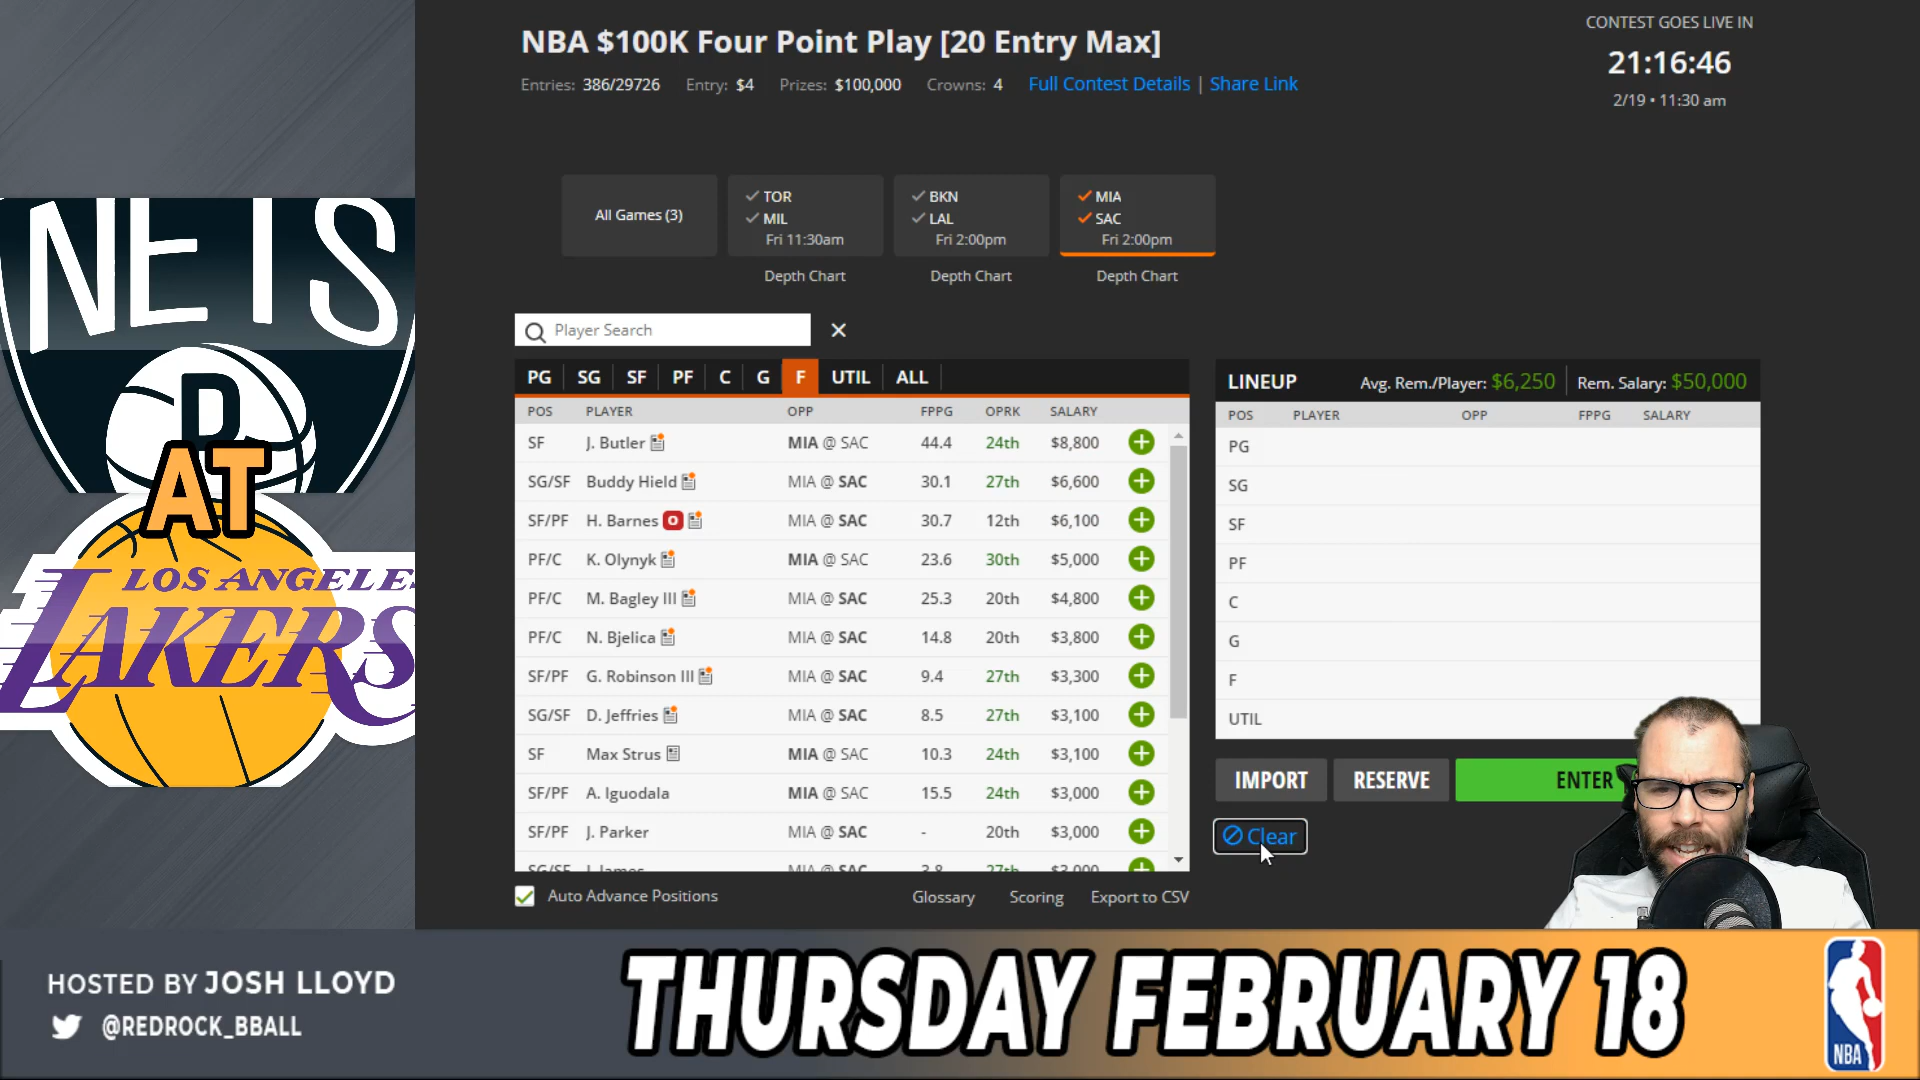 NBA $100K Four Point Play [20 Entry Max]
Entries: 386/29726 Entry: $4 Prizes: $100,000 Crowns: 4 Full Contest Details | Share Link
CONTEST GOES LIVE IN
21:16:46
2/19 • 11:30 am
All Games (3)
TOR
MIL
Fri 11:30am
Depth Chart
BKN
LAL
Fri 2:00pm
Depth Chart
MIA
SAC
Fri 2:00pm
Depth Chart
Player Search
PG SG SF PF C G F UTIL ALL
POS PLAYER OPP FPPG OPRK SALARY
SF J. Butler MIA @ SAC 44.4 24th $8,800
SG/SF Buddy Hield MIA @ SAC 30.1 27th $6,600
SF/PF H. Barnes O MIA @ SAC 30.7 12th $6,100
PF/C K. Olynyk MIA @ SAC 23.6 30th $5,000
PF/C M. Bagley III MIA @ SAC 25.3 20th $4,800
PF/C N. Bjelica MIA @ SAC 14.8 20th $3,800
SF/PF G. Robinson III MIA @ SAC 9.4 27th $3,300
SG/SF D. Jeffries MIA @ SAC 8.5 27th $3,100
SF Max Strus MIA @ SAC 10.3 24th $3,100
SF/PF A. Iguodala MIA @ SAC 15.5 24th $3,000
SF/PF J. Parker MIA @ SAC - 20th $3,000
Auto Advance Positions
Glossary Scoring Export to CSV
LINEUP Avg. Rem./Player: $6,250 Rem. Salary: $50,000
POS PLAYER OPP FPPG SALARY
PG
SG
SF
PF
C
G
F
UTIL
IMPORT RESERVE ENTER
Clear
NETS
AT
LOS ANGELES
LAKERS
HOSTED BY JOSH LLOYD
@REDROCK_BBALL
THURSDAY FEBRUARY 18
NBA